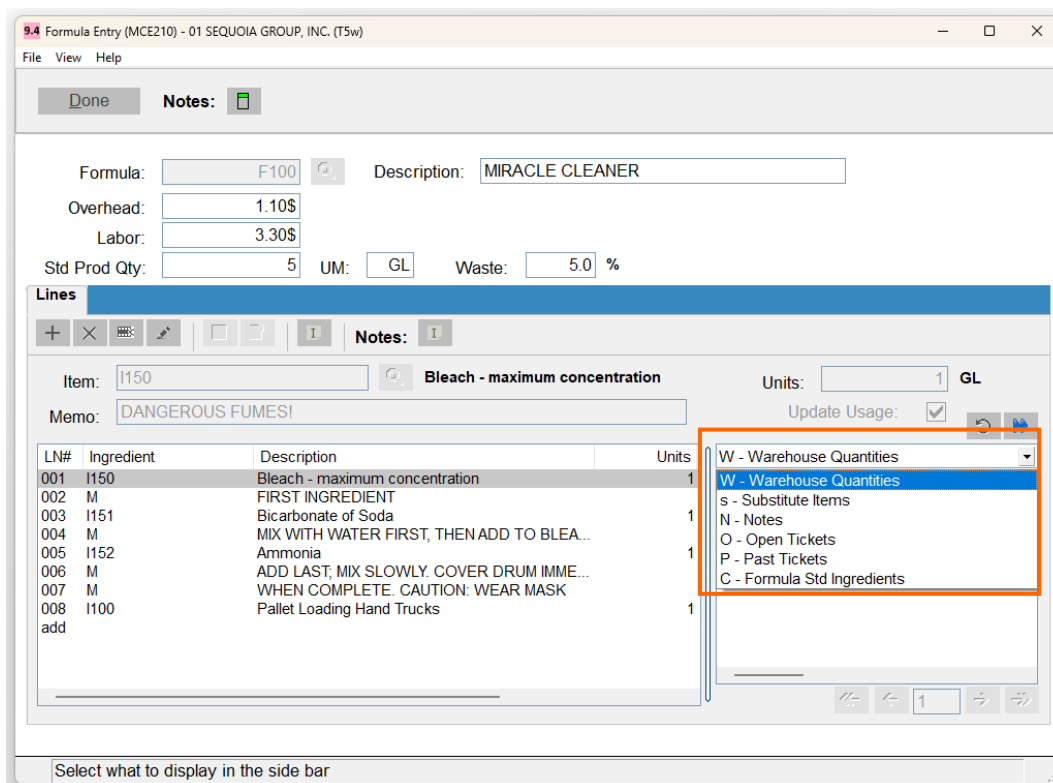 9.4 Formula Entry (MCE210) - 01 SEQUOIA GROUP, INC. (T5w)
File View Help
Done Notes:
Formula: F100 Description: MIRACLE CLEANER
Overhead: 1.10$
Labor: 3.30$
Std Prod Qty: 5 UM: GL Waste: 5.0 %
Lines
I Notes: I
Item: I150 Bleach - maximum concentration Units: 1 GL
Memo: DANGEROUS FUMES! Update Usage:
LN# Ingredient Description Units
001 I150 Bleach - maximum concentration 1
002 M FIRST INGREDIENT
003 I151 Bicarbonate of Soda 1
004 M MIX WITH WATER FIRST, THEN ADD TO BLEA...
005 I152 Ammonia 1
006 M ADD LAST; MIX SLOWLY. COVER DRUM IMME...
007 M WHEN COMPLETE. CAUTION: WEAR MASK
008 I100 Pallet Loading Hand Trucks 1
add
W - Warehouse Quantities
W - Warehouse Quantities
s - Substitute Items
N - Notes
O - Open Tickets
P - Past Tickets
C - Formula Std Ingredients
1
Select what to display in the side bar